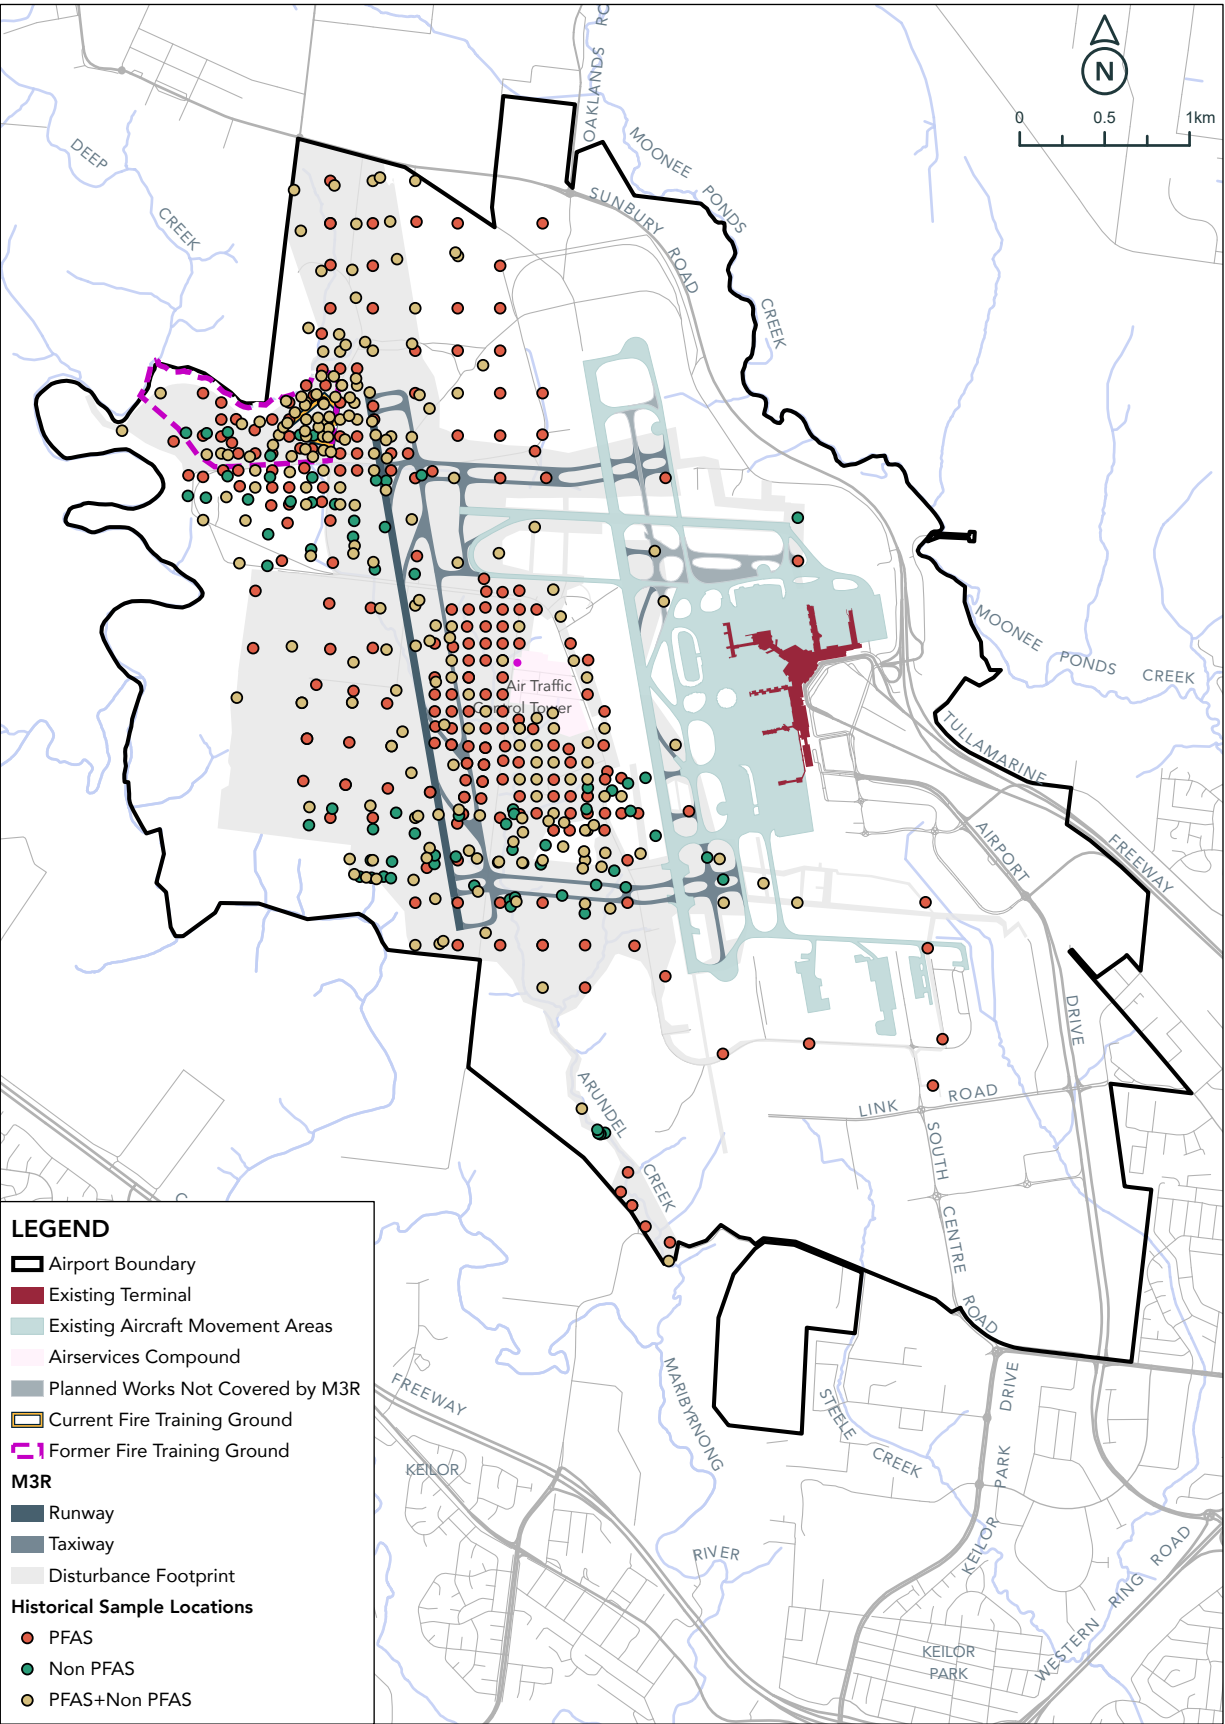 OAKLANDS RO
N
0 0.5 1km
DEEP
CREEK
MOONEE PONDS
CREEK
SUNBURY ROAD
MOONEE PONDS CREEK
Air Traffic
Control Tower
TULLAMARINE
FREEWAY
AIRPORT
DRIVE
LINK ROAD
SOUTH
CENTRE
ROAD
ARUNDEL
CREEK
LEGEND
Airport Boundary
Existing Terminal
Existing Aircraft Movement Areas
Airservices Compound
Planned Works Not Covered by M3R
Current Fire Training Ground
Former Fire Training Ground
M3R
Runway
Taxiway
Disturbance Footprint
Historical Sample Locations
PFAS
Non PFAS
PFAS+Non PFAS
FREEWAY
KEILOR
MARIBYRNONG
RIVER
STEELE
CREEK
KEILOR PARK DRIVE
KEILOR
PARK
WESTERN RING ROAD